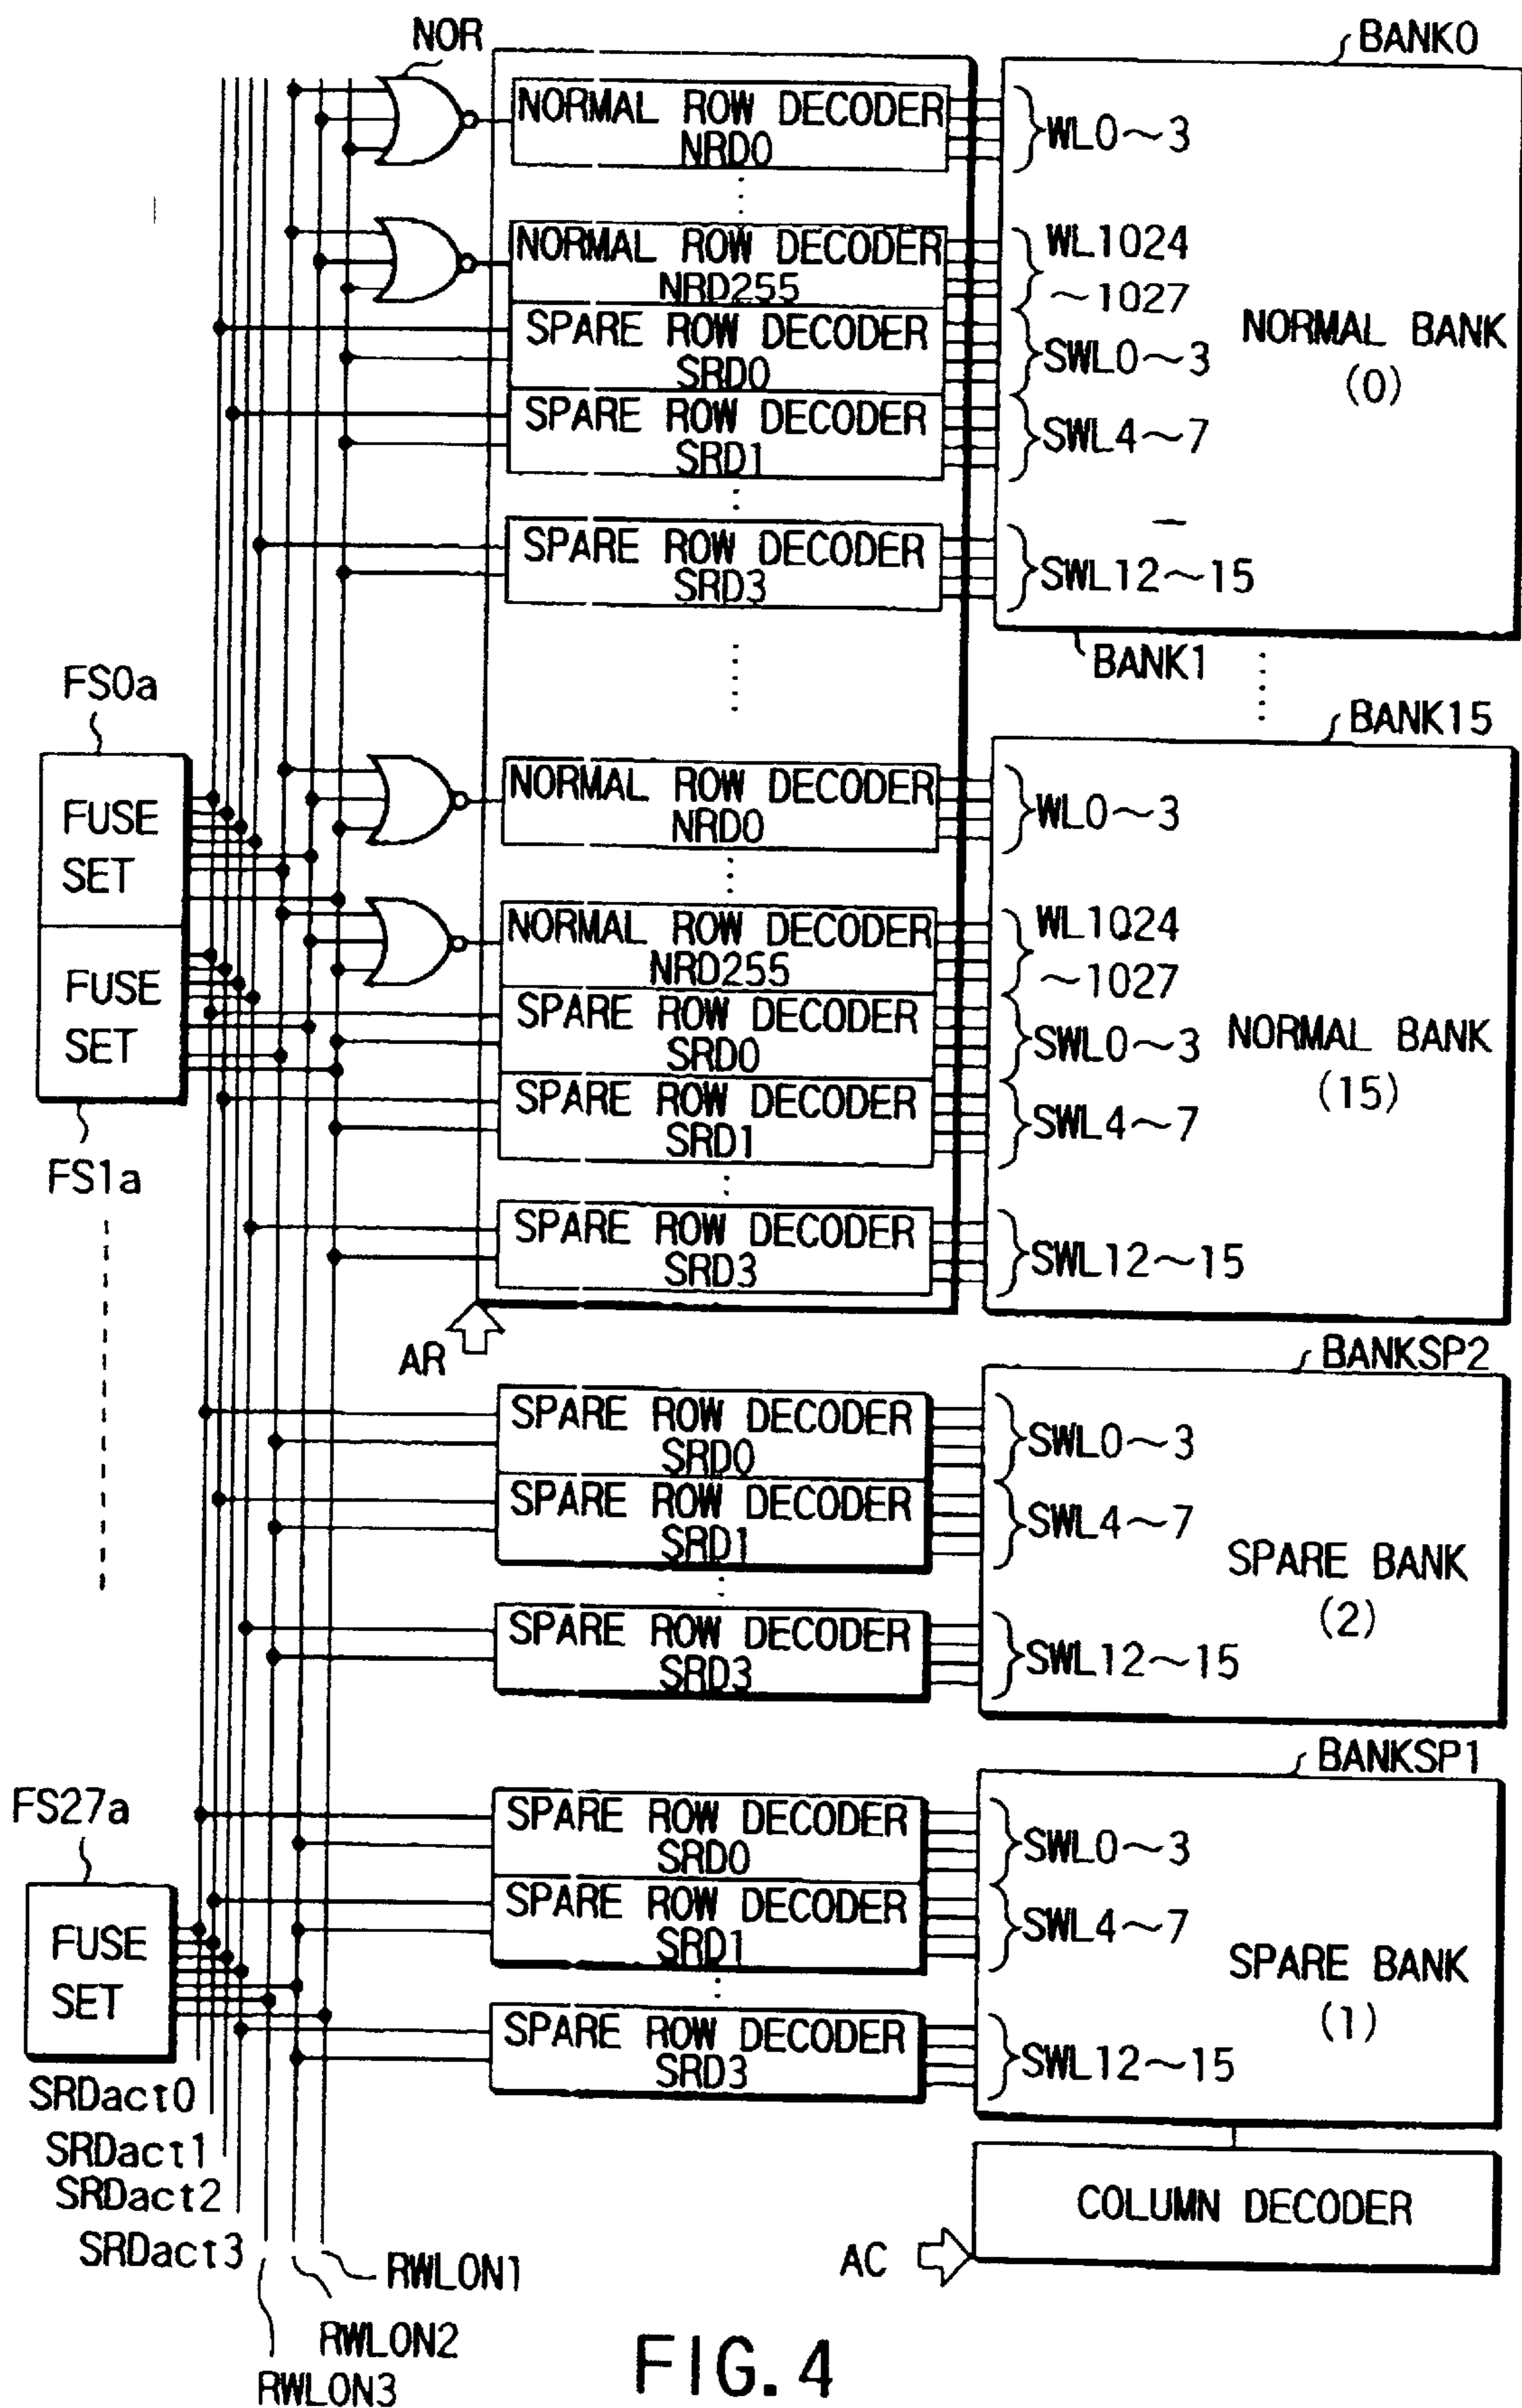 NOR
BANK0
NORMAL ROW DECODER
NRD0
WL0～3
NORMAL ROW DECODER
NRD255
WL1024
～1027
SPARE ROW DECODER
SRD0
SWL0～3
NORMAL BANK
(0)
SPARE ROW DECODER
SRD1
SWL4～7
SPARE ROW DECODER
SRD3
SWL12～15
BANK1
FS0a
BANK15
FUSE
SET
NORMAL ROW DECODER
NRD0
WL0～3
NORMAL ROW DECODER
NRD255
WL1024
～1027
FUSE
SET
SPARE ROW DECODER
SRD0
SWL0～3
NORMAL BANK
(15)
SPARE ROW DECODER
SRD1
SWL4～7
FS1a
SPARE ROW DECODER
SRD3
SWL12～15
AR
BANKSP2
SPARE ROW DECODER
SRD0
SWL0～3
SPARE ROW DECODER
SRD1
SWL4～7
SPARE BANK
(2)
SPARE ROW DECODER
SRD3
SWL12～15
BANKSP1
FS27a
SPARE ROW DECODER
SRD0
SWL0～3
FUSE
SET
SPARE ROW DECODER
SRD1
SWL4～7
SPARE BANK
(1)
SPARE ROW DECODER
SRD3
SWL12～15
SRDact0
SRDact1
SRDact2
SRDact3
COLUMN DECODER
AC
RWLON1
RWLON2
RWLON3
FIG. 4